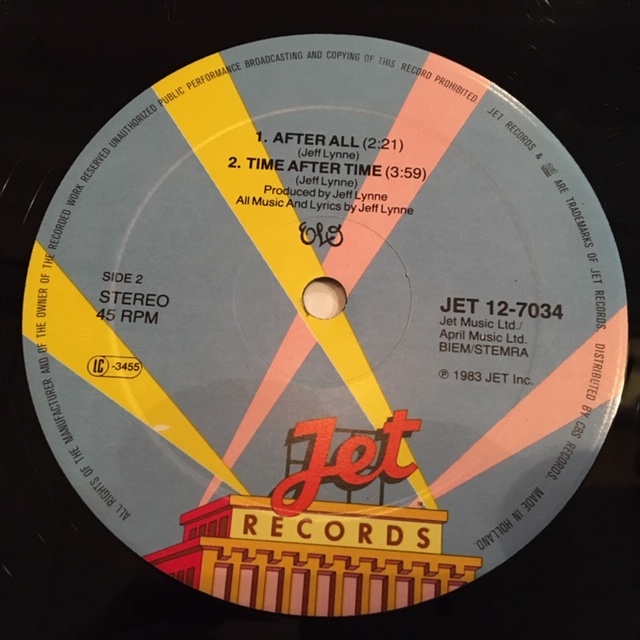 1. AFTER ALL (2:21)
(Jeff Lynne)
2. TIME AFTER TIME (3:59)
(Jeff Lynne)
Produced by Jeff Lynne
All Music And Lyrics by Jeff Lynne
ELO
SIDE 2
STEREO
45 RPM
LC -3455
JET 12-7034
Jet Music Ltd./
April Music Ltd.
BIEM/STEMRA
℗ 1983 JET Inc.
Jet
RECORDS
ALL RIGHTS OF THE MANUFACTURER AND OF THE OWNER OF THE RECORDED WORK RESERVED UNAUTHORIZED PUBLIC PERFORMANCE BROADCASTING AND COPYING OF THIS RECORD PROHIBITED
JET RECORDS & ARE TRADEMARKS OF JET RECORDS. DISTRIBUTED BY CBS RECORDS. MADE IN HOLLAND.